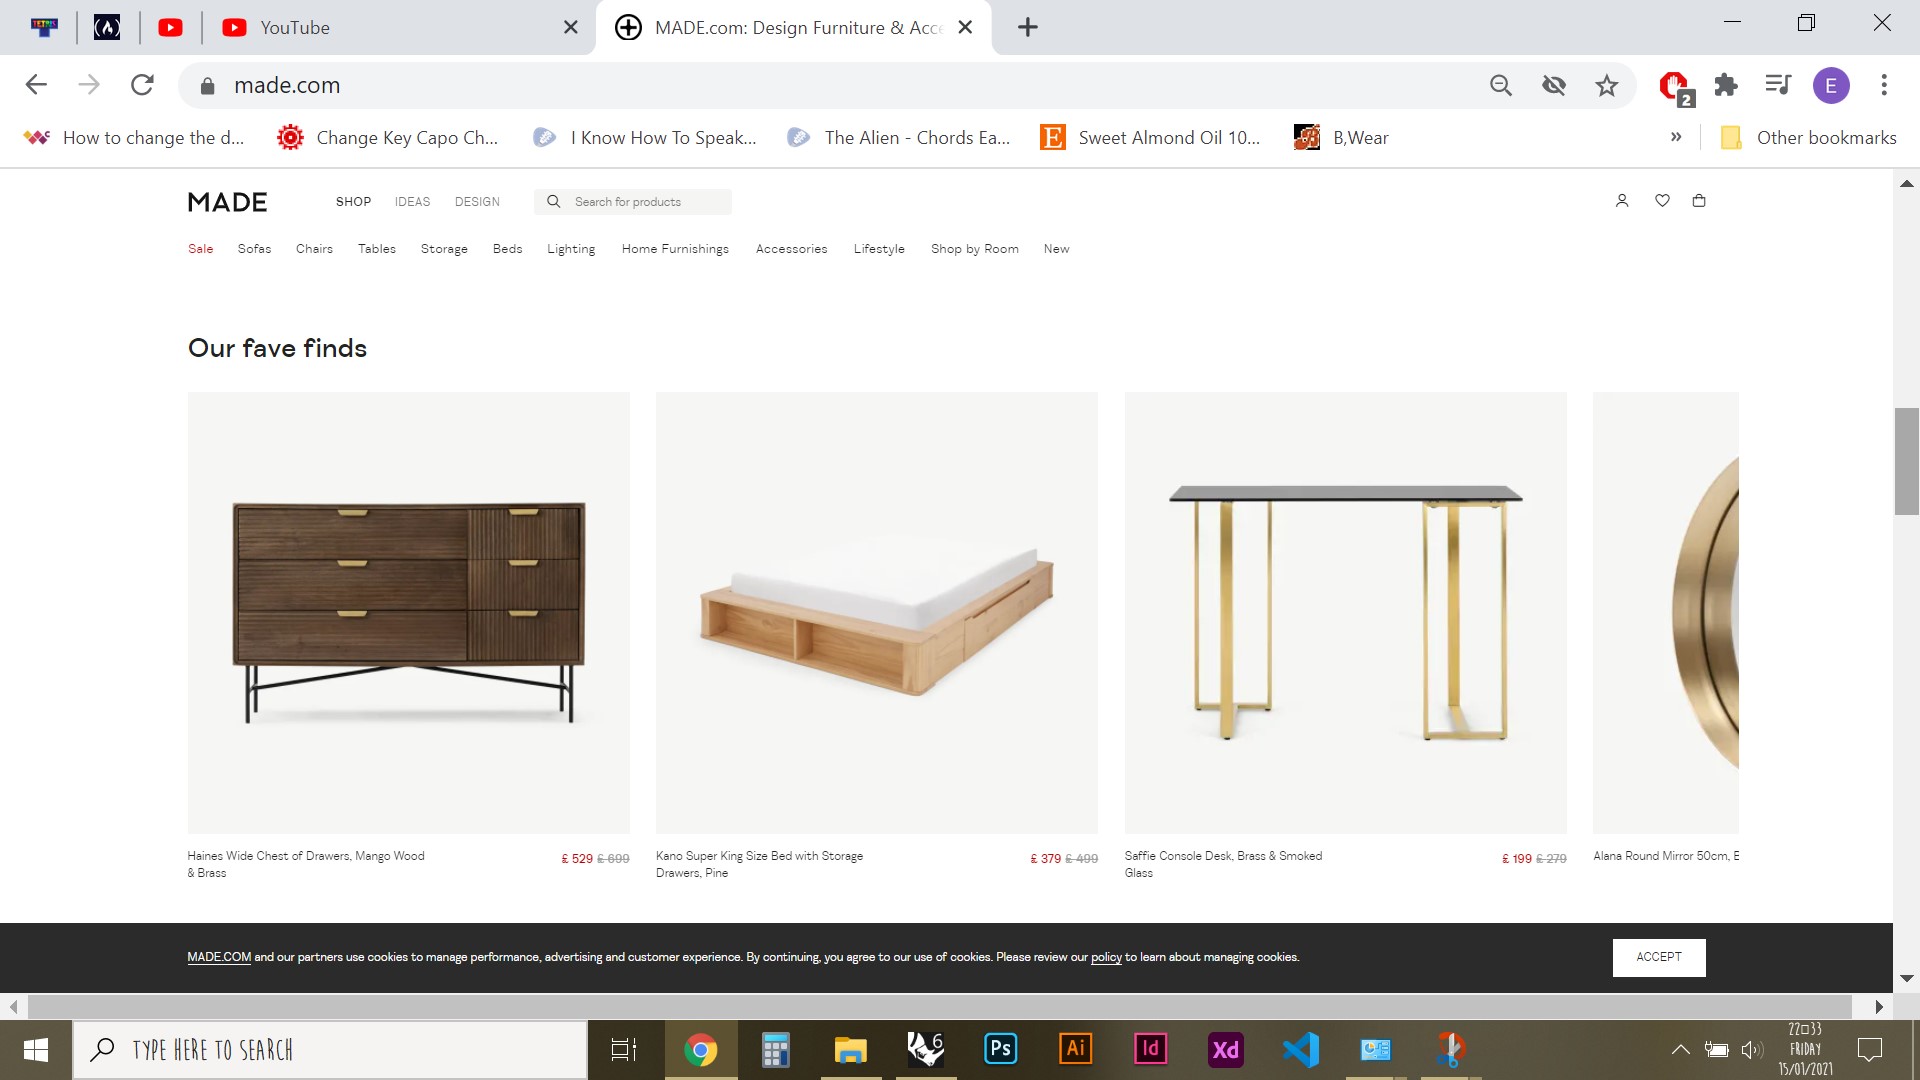 YouTube
MADE.com: Design Furniture & Acce
made.com
2
E
How to change the d...
Change Key Capo Ch...
I Know How To Speak...
The Alien - Chords Ea...
E
Sweet Almond Oil 10...
B,Wear
»
Other bookmarks
MADE
SHOP
IDEAS
DESIGN
Search for products
Sale
Sofas
Chairs
Tables
Storage
Beds
Lighting
Home Furnishings
Accessories
Lifestyle
Shop by Room
New
Our fave finds
Haines Wide Chest of Drawers, Mango Wood
& Brass
£ 529 £ 699
Kano Super King Size Bed with Storage
Drawers, Pine
£ 379 £ 499
Saffie Console Desk, Brass & Smoked
Glass
£ 199 £ 279
Alana Round Mirror 50cm, B
MADE.COM and our partners use cookies to manage performance, advertising and customer experience. By continuing, you agree to our use of cookies. Please review our policy to learn about managing cookies.
ACCEPT
TYPE HERE TO SEARCH
6
Ps
Ai
Id
Xd
22□33
FRIDAY
15/01/2021